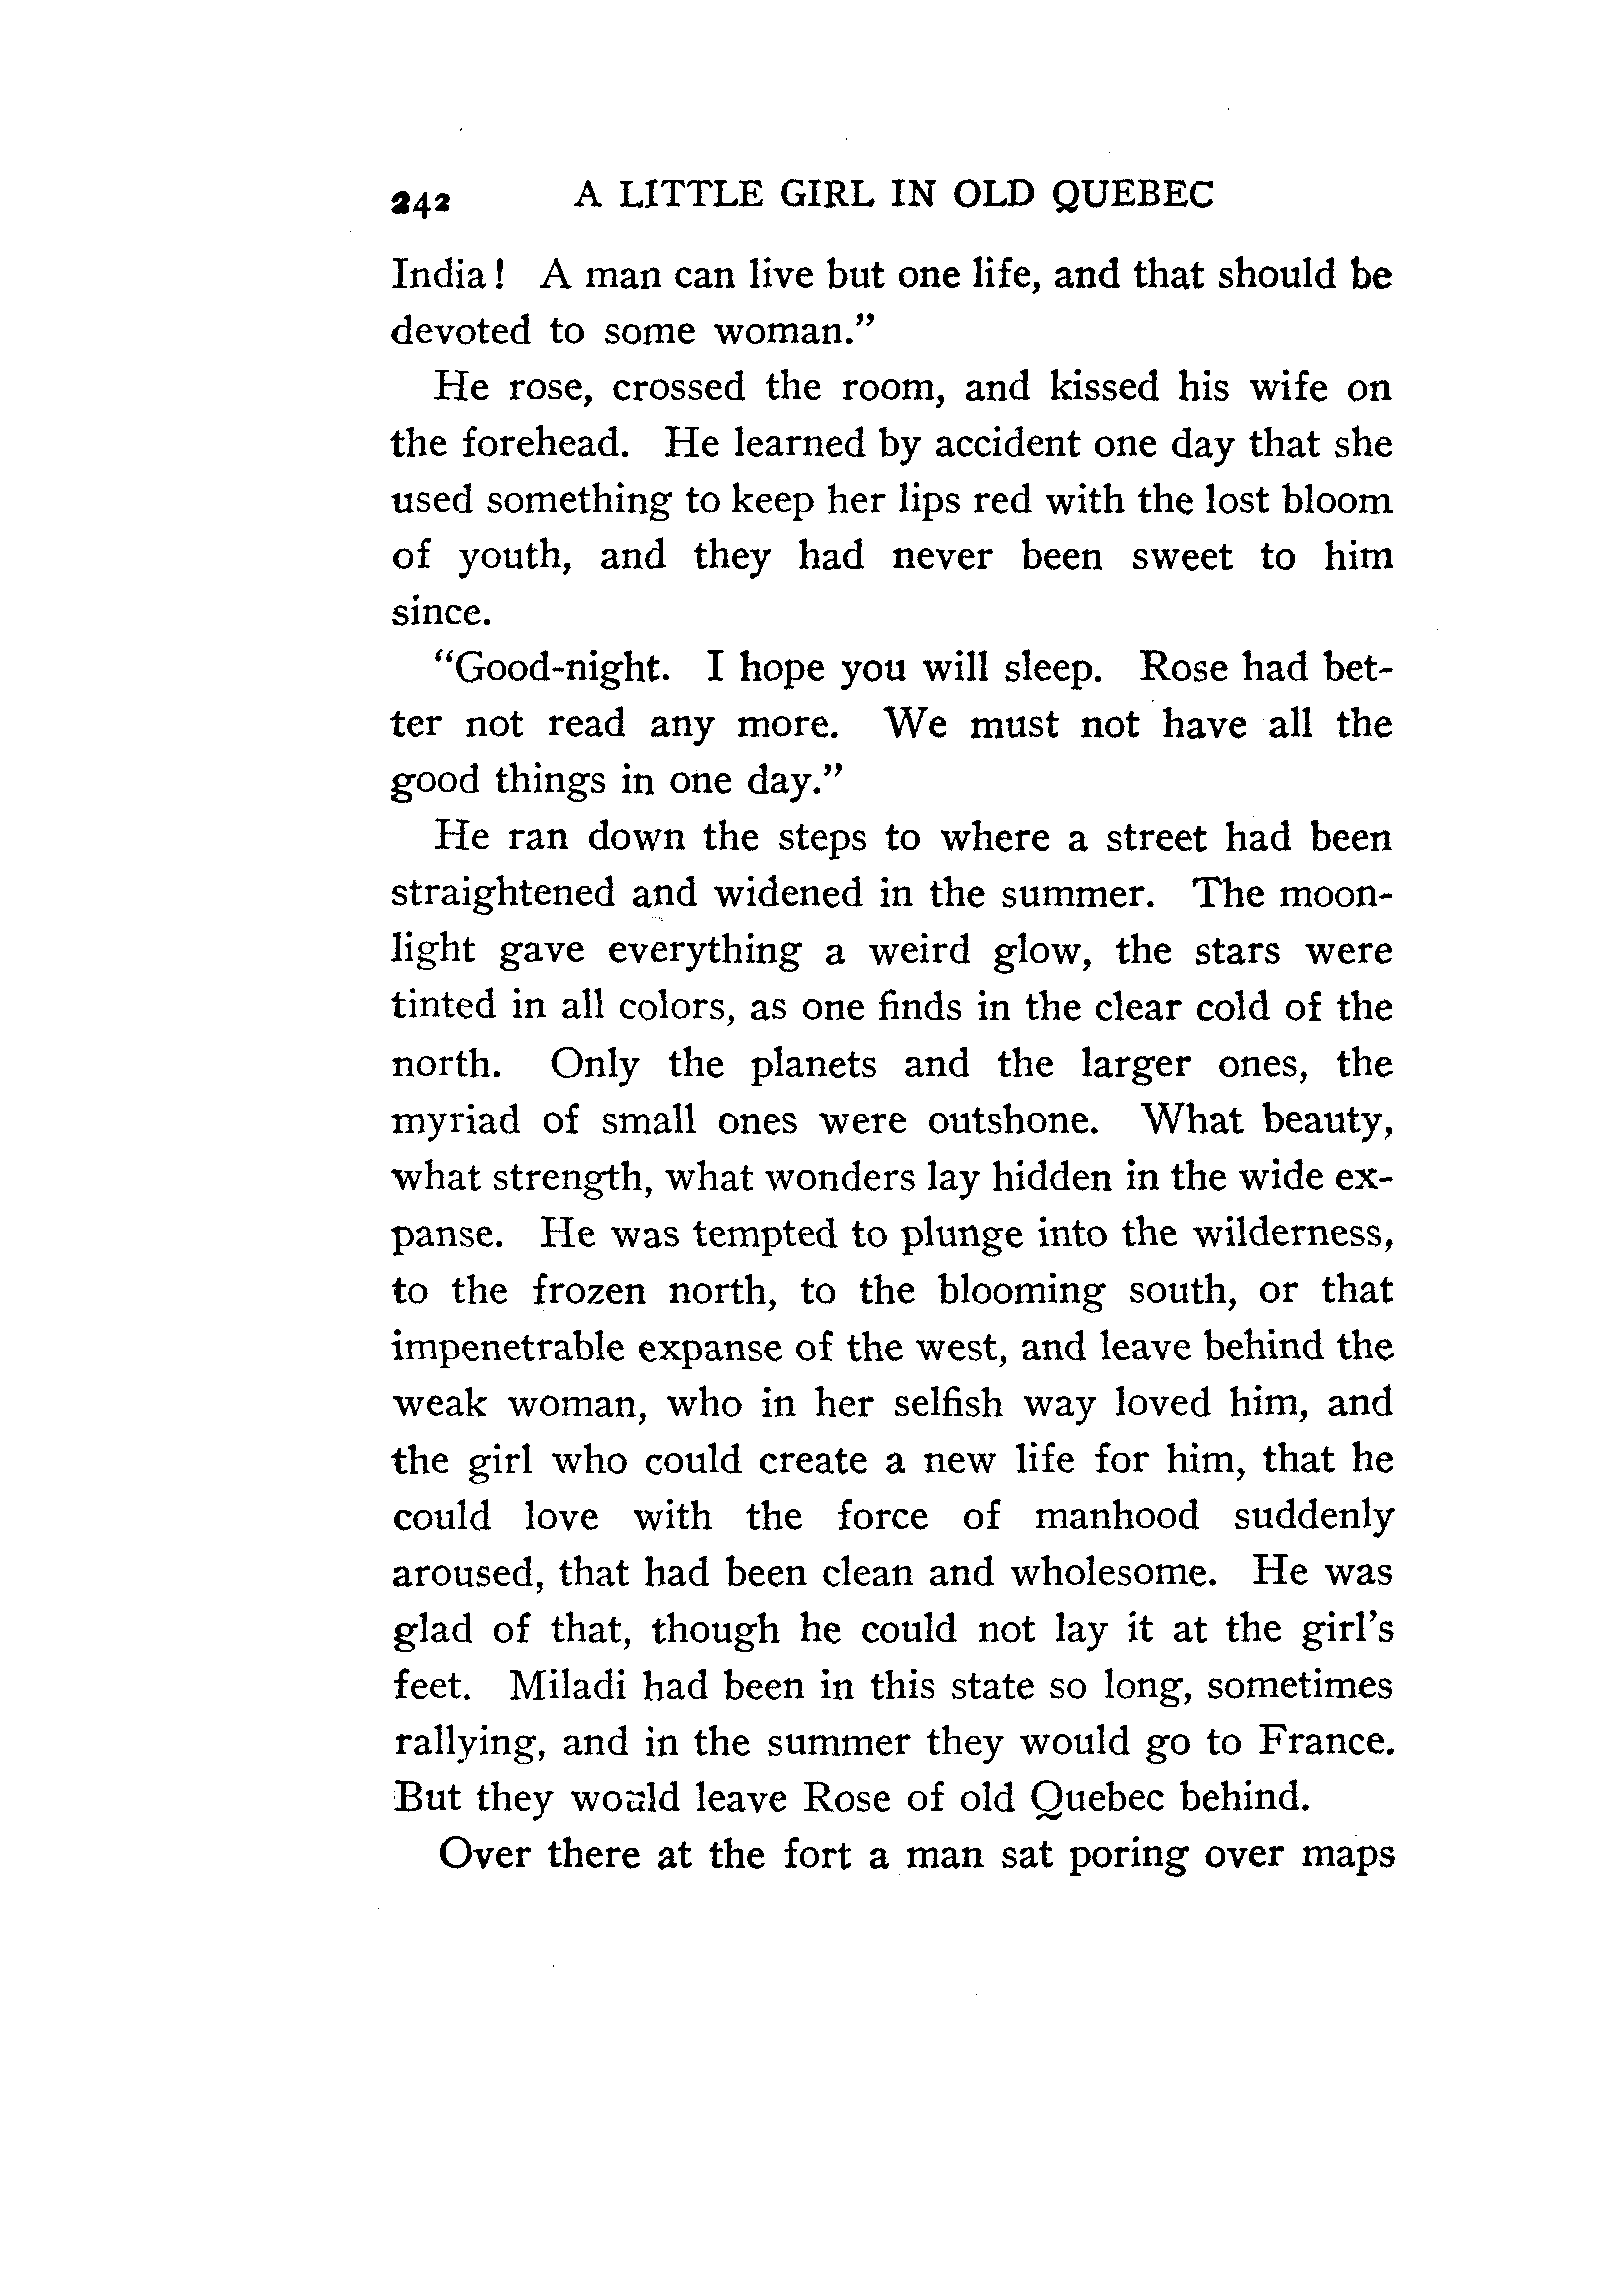 242 A LITTLE GIRL IN OLD QUEBEC
India! A man can live but one life, and that should be
devoted to some woman."
He rose, crossed the room, and kissed his wife on
the forehead. He learned by accident one day that she
used something to keep her lips red with the lost bloom
of youth, and they had never been sweet to him
since.
"Good-night. I hope you will sleep. Rose had bet-
ter not read any more. We must not have all the
good things in one day."
He ran down the steps to where a street had been
straightened and widened in the summer. The moon-
light gave everything a weird glow, the stars were
tinted in all colors, as one finds in the clear cold of the
north. Only the planets and the larger ones, the
myriad of small ones were outshone. What beauty,
what strength, what wonders lay hidden in the wide ex-
panse. He was tempted to plunge into the wilderness,
to the frozen north, to the blooming south, or that
impenetrable expanse of the west, and leave behind the
weak woman, who in her selfish way loved him, and
the girl who could create a new life for him, that he
could love with the force of manhood suddenly
aroused, that had been clean and wholesome. He was
glad of that, though he could not lay it at the girl's
feet. Miladi had been in this state so long, sometimes
rallying, and in the summer they would go to France.
But they would leave Rose of old Quebec behind.
Over there at the fort a man sat poring over maps